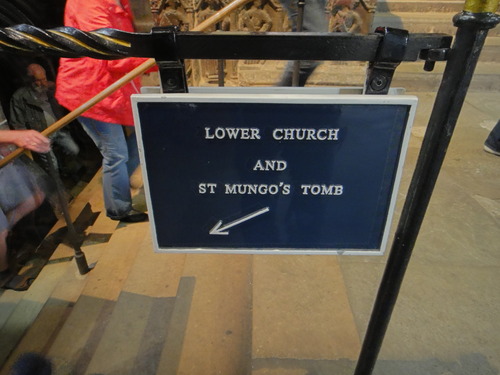 LOWER CHURCH
AND
ST MUNGO'S TOMB